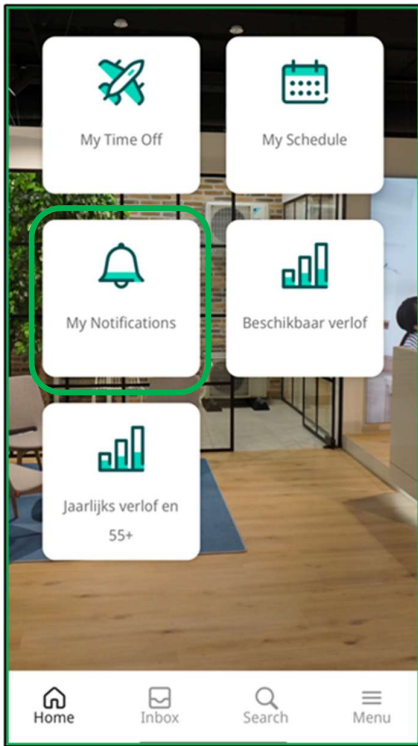 My Time Off
My Schedule
My Notifications
Beschikbaar verlof
Jaarlijks verlof en
55+
Home
Inbox
Search
Menu